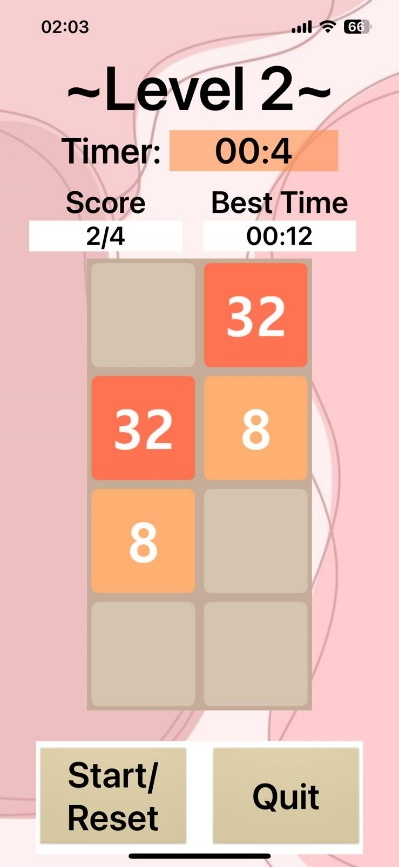 02:03
66
~Level 2~
Timer: 00:4
Score Best Time
2/4 00:12
32
32 8
8
Start/
Reset
Quit